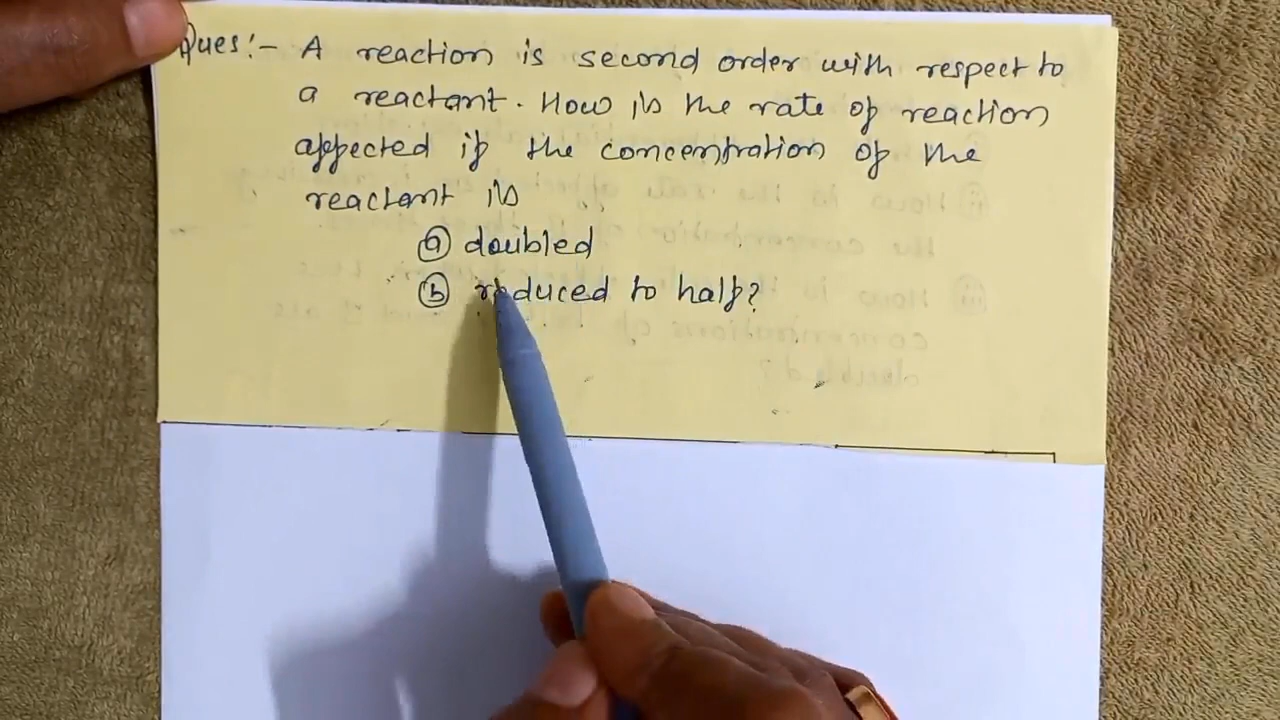 Ques:- A reaction is second order with respect to
a reactant. How is the rate of reaction
affected if the concentration of the
reactant is
(a) doubled
(b) reduced to half?